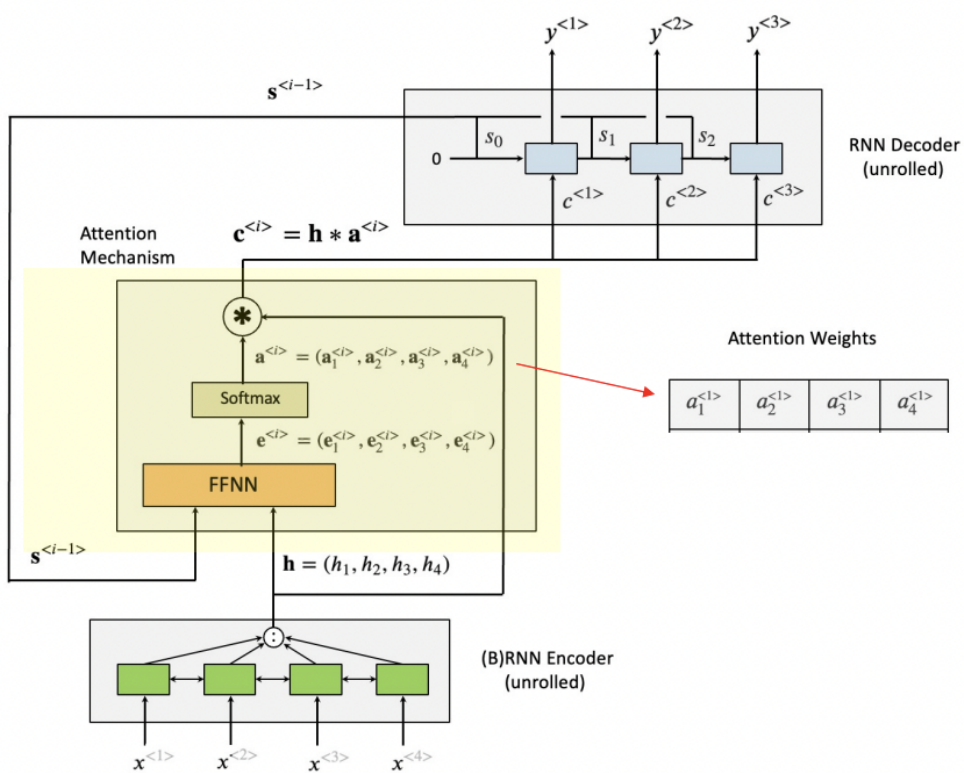 y<1> y<2> y<3>
s<i−1>
s0 s1 s2
0
RNN Decoder
(unrolled)
c<1> c<2> c<3>
c<i> = h ∗ a<i>
Attention
Mechanism
*
a<i> = (a1<i>, a2<i>, a3<i>, a4<i>)
Attention Weights
Softmax
a1<1> a2<1> a3<1> a4<1>
e<i> = (e1<i>, e2<i>, e3<i>, e4<i>)
FFNN
s<i−1>
h = (h1, h2, h3, h4)
:
(B)RNN Encoder
(unrolled)
x<1> x<2> x<3> x<4>